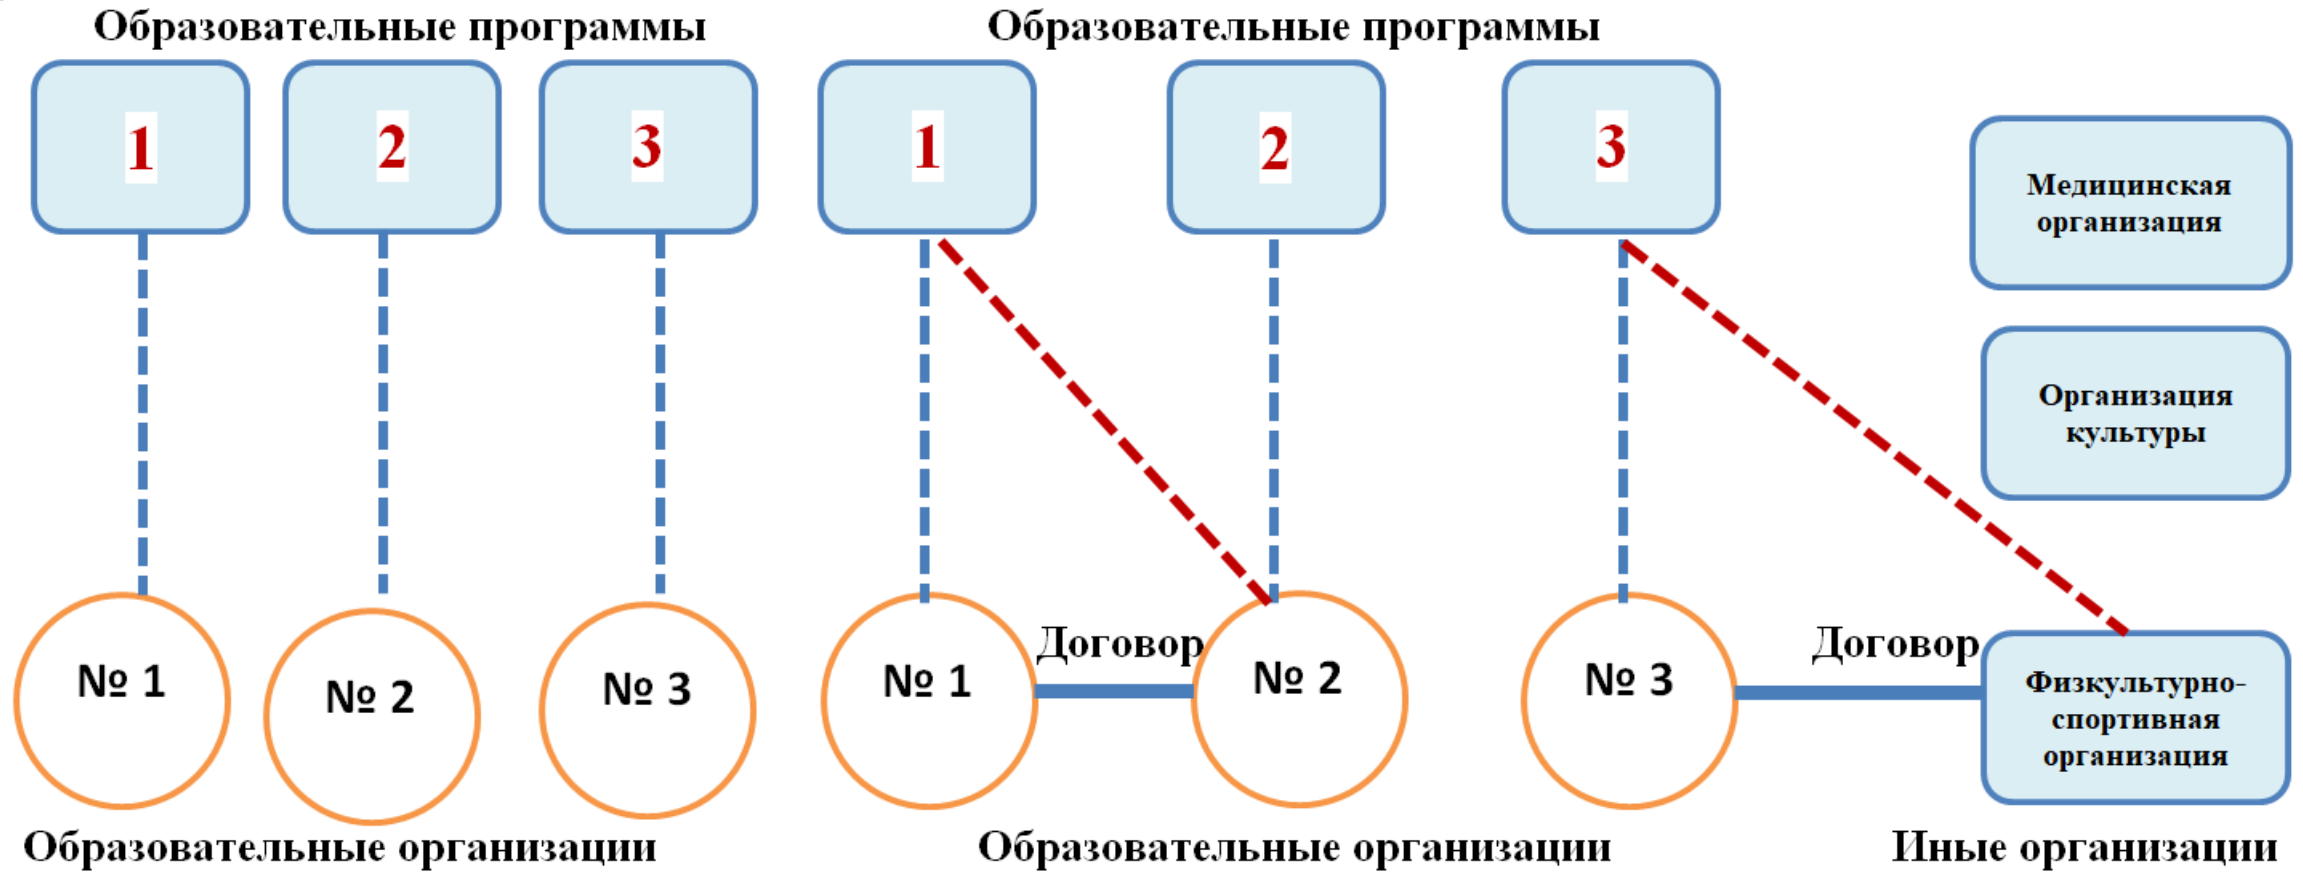 Образовательные программы
Образовательные программы
1
2
3
1
2
3
Медицинская
организация
Организация
культуры
№ 1
№ 2
№ 3
№ 1
Договор
№ 2
№ 3
Договор
Физкультурно-
спортивная
организация
Образовательные организации
Образовательные организации
Иные организации